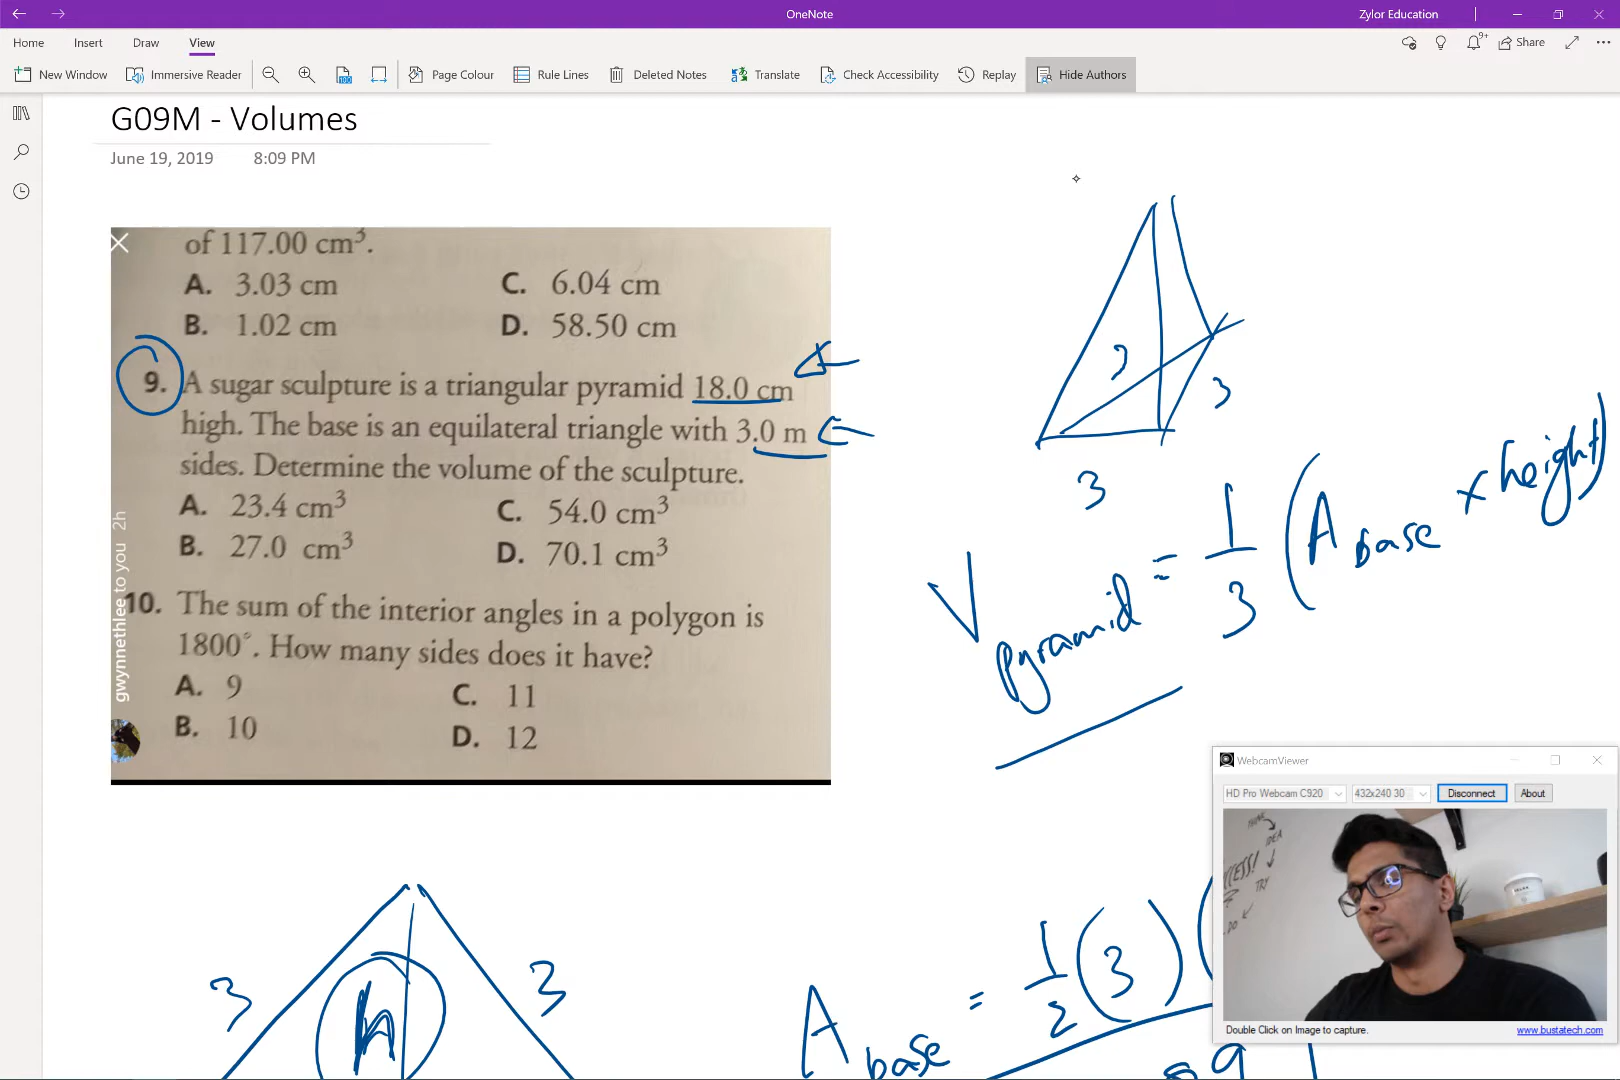 OneNote
Zylor Education
Home Insert Draw View
9+
Share
New Window Immersive Reader 100 Page Colour Rule Lines Deleted Notes Translate Check Accessibility Replay Hide Authors
G09M - Volumes
June 19, 2019 8:09 PM
of 117.00 cm³.
A. 3.03 cm C. 6.04 cm
B. 1.02 cm D. 58.50 cm
9. A sugar sculpture is a triangular pyramid 18.0 cm
high. The base is an equilateral triangle with 3.0 m
sides. Determine the volume of the sculpture.
A. 23.4 cm³ C. 54.0 cm³
B. 27.0 cm³ D. 70.1 cm³
10. The sum of the interior angles in a polygon is
1800°. How many sides does it have?
A. 9 C. 11
B. 10 D. 12
gwynnethlee to you 2h
3 3
3
V pyramid = 1/3 (A base × height)
WebcamViewer
HD Pro Webcam C920 432x240 30 Disconnect About
THINK
IDEA
TRY
DO
CCESS!
Double Click on Image to capture. www.bustatech.com
3 h 3
A base = 1/2 (3) (